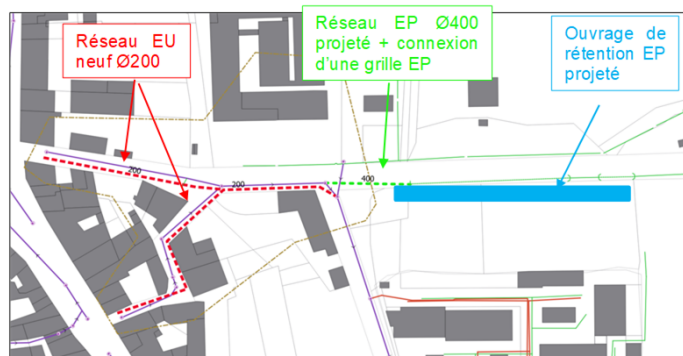 Réseau EU
neuf Ø200
Réseau EP Ø400
projeté + connexion
d'une grille EP
Ouvrage de
rétention EP
projeté
200
200
400